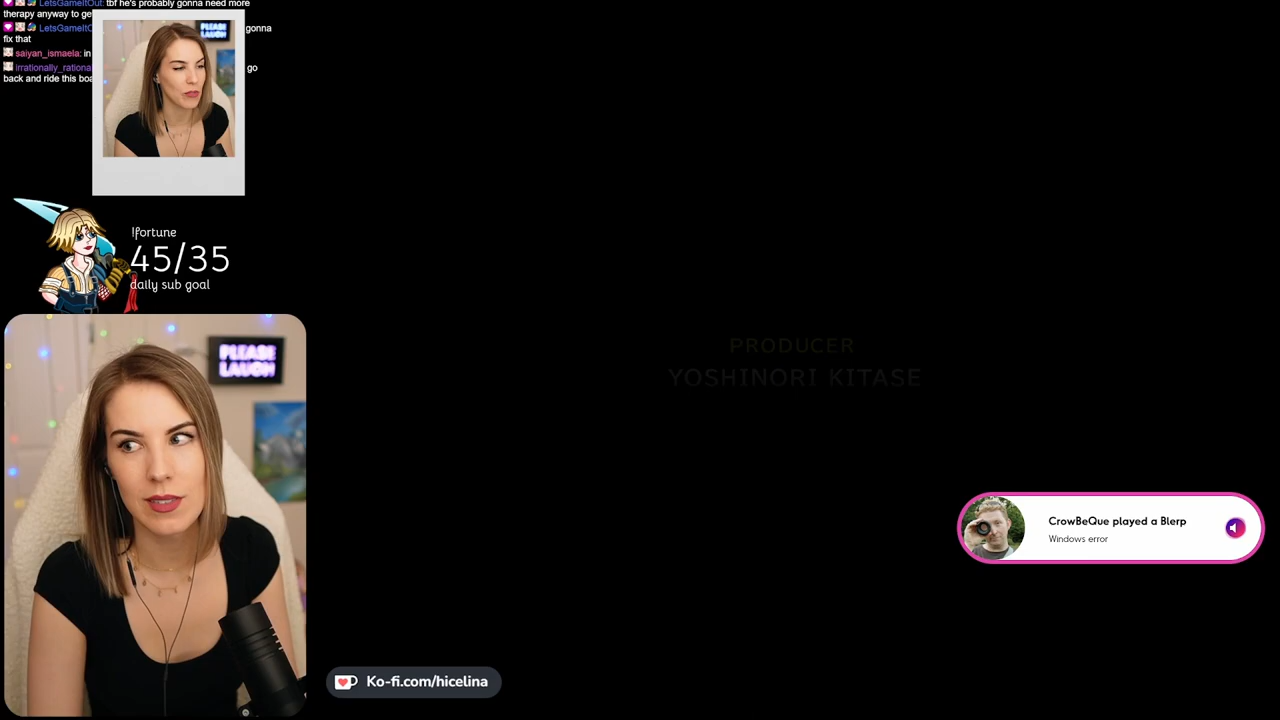 LetsGameItOut: tbf he's probably gonna need more
therapy anyway to ge
LetsGameItO gonna
fix that
saiyan_ismaela: in
irrationally_rationa go
back and ride this boa
PLEASE
!fortune
45/35
daily sub goal
PLEASE
LAUGH
PRODUCER
YOSHINORI KITASE
CrowBeQue played a Blerp
Windows error
Ko-fi.com/hicelina